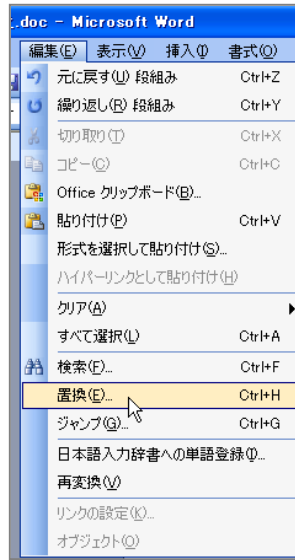 .doc - Microsoft Word
編集(E) 表示(V) 挿入(I) 書式(O)
元に戻す(U) 段組み Ctrl+Z
繰り返し(R) 段組み Ctrl+Y
切り取り(T) Ctrl+X
コピー(C) Ctrl+C
Office クリップボード(B)...
貼り付け(P) Ctrl+V
形式を選択して貼り付け(S)...
ハイパーリンクとして貼り付け(H)
クリア(A)
すべて選択(L) Ctrl+A
検索(F)... Ctrl+F
置換(E)... Ctrl+H
ジャンプ(G)... Ctrl+G
日本語入力辞書への単語登録(I)...
再変換(V)
リンクの設定(K)...
オブジェクト(O)